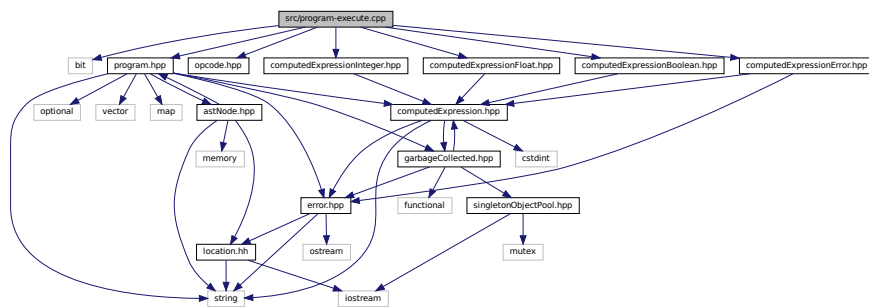 src/program-execute.cpp
bit
program.hpp
opcode.hpp
computedExpressionInteger.hpp
computedExpressionFloat.hpp
computedExpressionBoolean.hpp
computedExpressionError.hpp
optional
vector
map
astNode.hpp
computedExpression.hpp
memory
garbageCollected.hpp
cstdint
error.hpp
functional
singletonObjectPool.hpp
location.hh
ostream
mutex
string
iostream